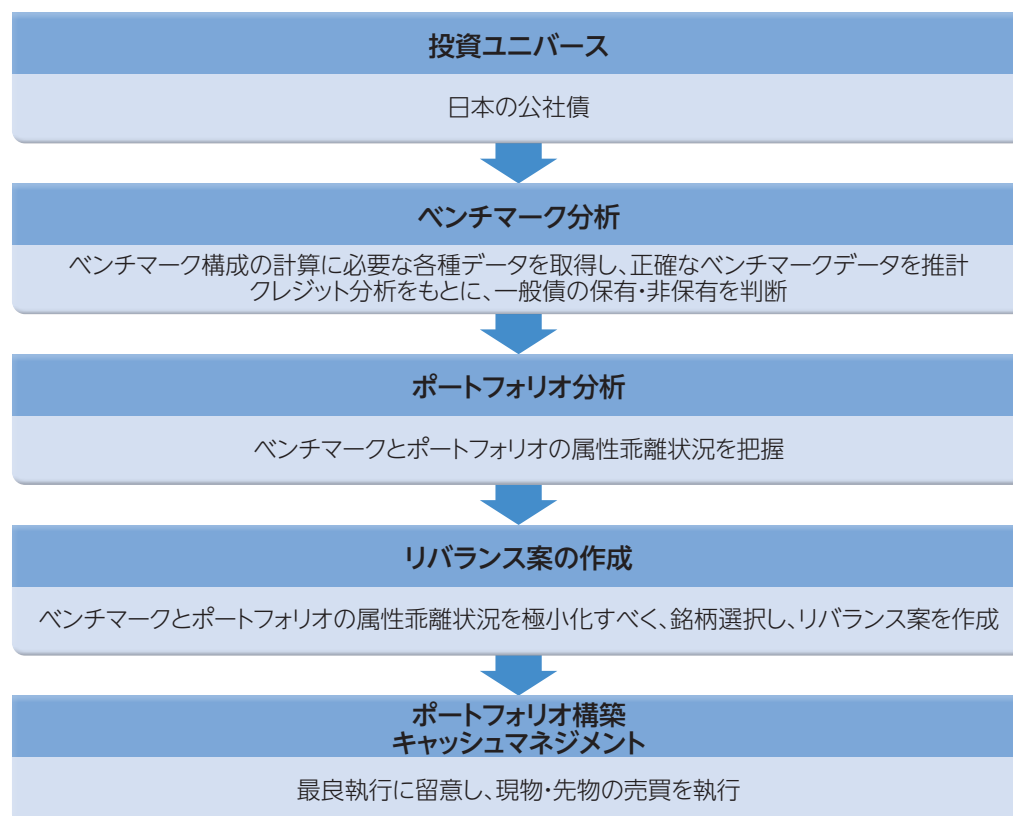 投資ユニバース
日本の公社債
ベンチマーク分析
ベンチマーク構成の計算に必要な各種データを取得し、正確なベンチマークデータを推計
クレジット分析をもとに、一般債の保有・非保有を判断
ポートフォリオ分析
ベンチマークとポートフォリオの属性乖離状況を把握
リバランス案の作成
ベンチマークとポートフォリオの属性乖離状況を極小化すべく、銘柄選択し、リバランス案を作成
ポートフォリオ構築
キャッシュマネジメント
最良執行に留意し、現物・先物の売買を執行